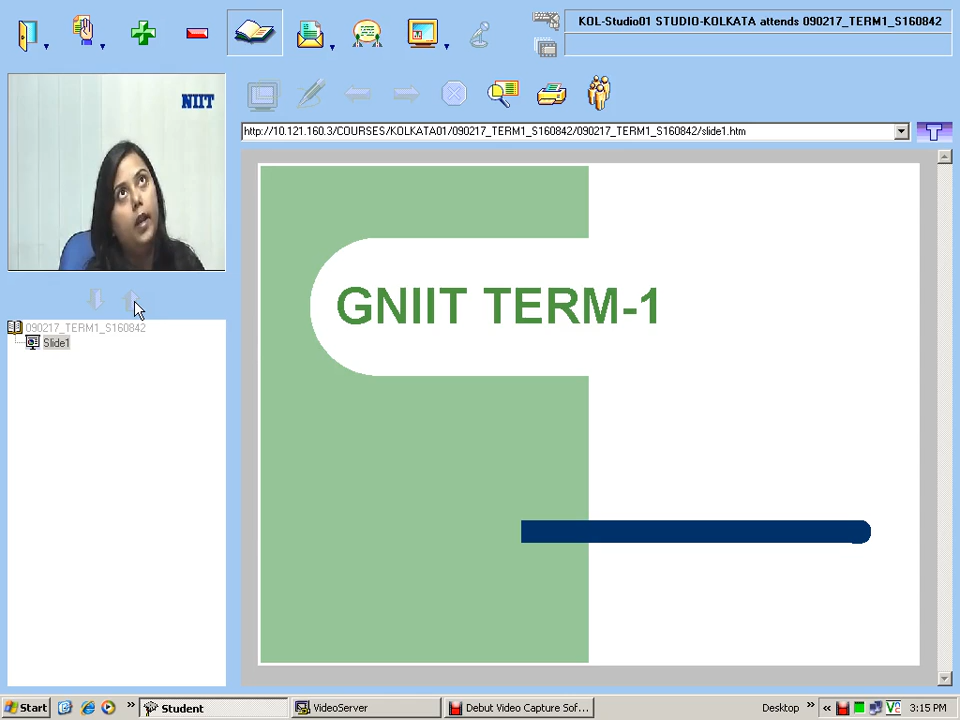 KOL-Studio01 STUDIO-KOLKATA attends 090217_TERM1_S160842
NIIT
http://10.121.160.3/COURSES/KOLKATA01/090217_TERM1_S160842/090217_TERM1_S160842/slide1.htm
T
GNIIT TERM-1
090217_TERM1_S160842
Slide1
Start
Student
VideoServer
Debut Video Capture Sof...
Desktop
3:15 PM